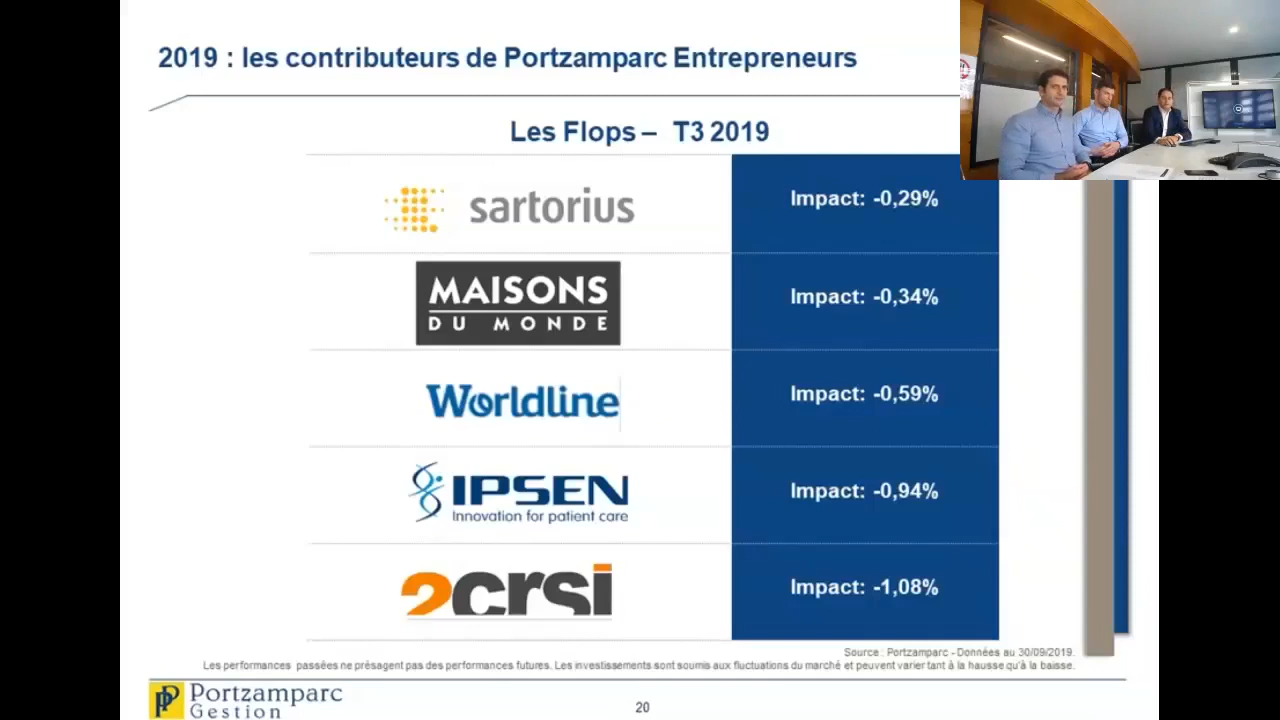 2019 : les contributeurs de Portzamparc Entrepreneurs
Les Flops – T3 2019
sartorius
Impact: -0,29%
MAISONS
DU MONDE
Impact: -0,34%
Worldline
Impact: -0,59%
IPSEN
Innovation for patient care
Impact: -0,94%
2crsi
Impact: -1,08%
Source : Portzamparc - Données au 30/09/2019.
Les performances passées ne présagent pas des performances futures. Les investissements sont soumis aux fluctuations du marché et peuvent varier tant à la hausse qu'à la baisse.
Portzamparc
Gestion
20